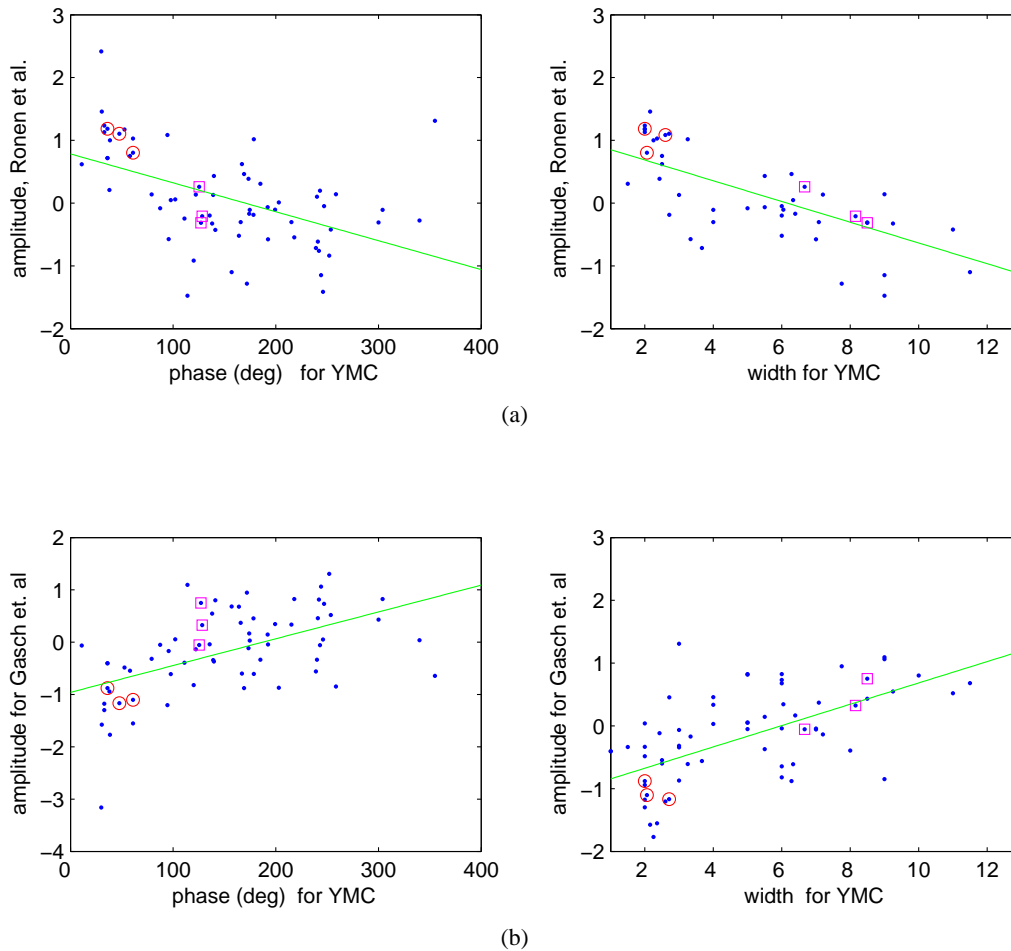 3
2
1
0
−1
−2
amplitude, Ronen et al.
0 100 200 300 400
phase (deg) for YMC
3
2
1
0
−1
−2
amplitude, Ronen et al.
2 4 6 8 10 12
width for YMC
(a)
2
1
0
−1
−2
−3
−4
amplitude for Gasch et. al
0 100 200 300 400
phase (deg) for YMC
3
2
1
0
−1
−2
amplitude for Gasch et. al
2 4 6 8 10 12
width for YMC
(b)